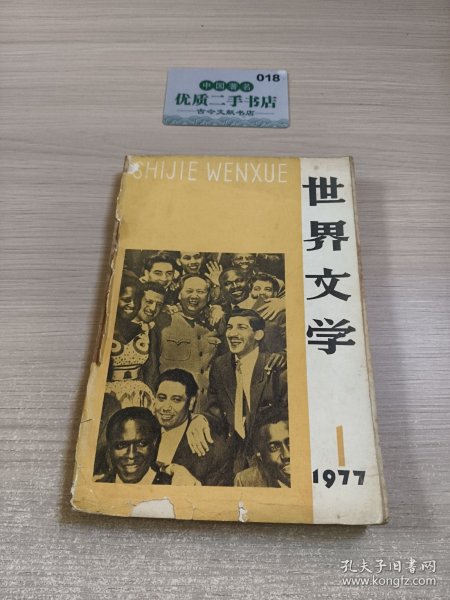 018
中国著名
优质二手书店
古今文献书店
SHIJIE WENXUE
世界文学
1
1977
孔夫子旧书网
www.kongfz.com